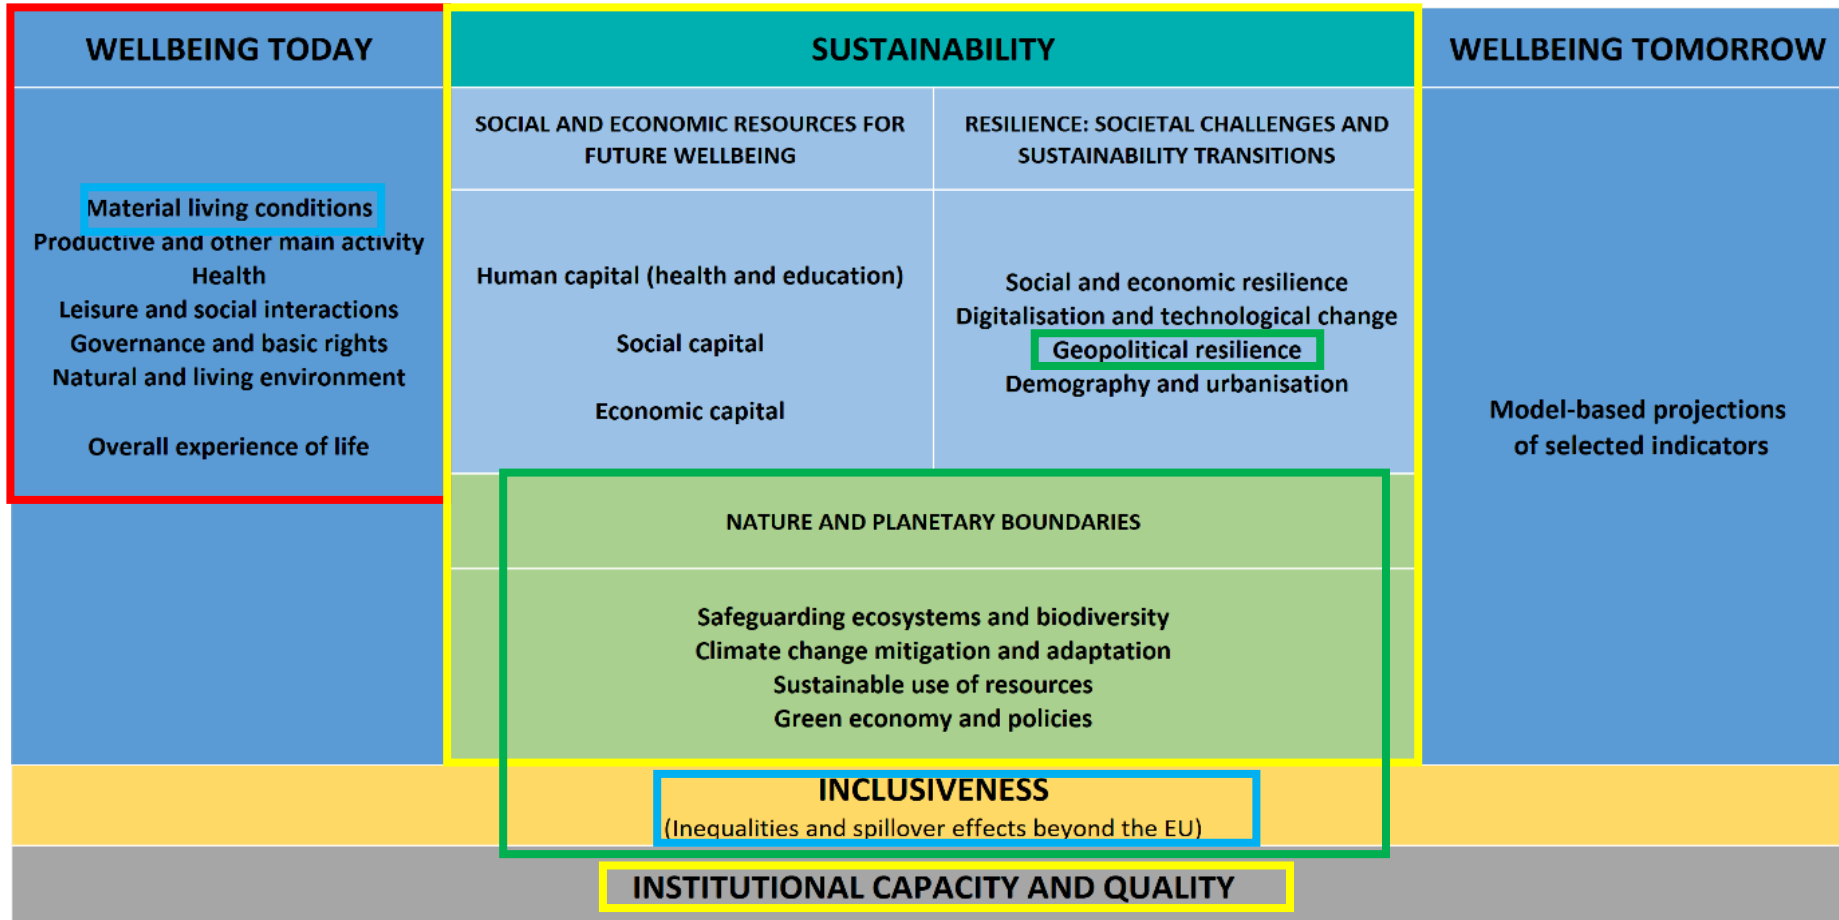 WELLBEING TODAY
SUSTAINABILITY
WELLBEING TOMORROW
SOCIAL AND ECONOMIC RESOURCES FOR
FUTURE WELLBEING
RESILIENCE: SOCIETAL CHALLENGES AND
SUSTAINABILITY TRANSITIONS
Material living conditions
Productive and other main activity
Health
Leisure and social interactions
Governance and basic rights
Natural and living environment
Overall experience of life
Human capital (health and education)
Social capital
Economic capital
Social and economic resilience
Digitalisation and technological change
Geopolitical resilience
Demography and urbanisation
Model-based projections
of selected indicators
NATURE AND PLANETARY BOUNDARIES
Safeguarding ecosystems and biodiversity
Climate change mitigation and adaptation
Sustainable use of resources
Green economy and policies
INCLUSIVENESS
(Inequalities and spillover effects beyond the EU)
INSTITUTIONAL CAPACITY AND QUALITY